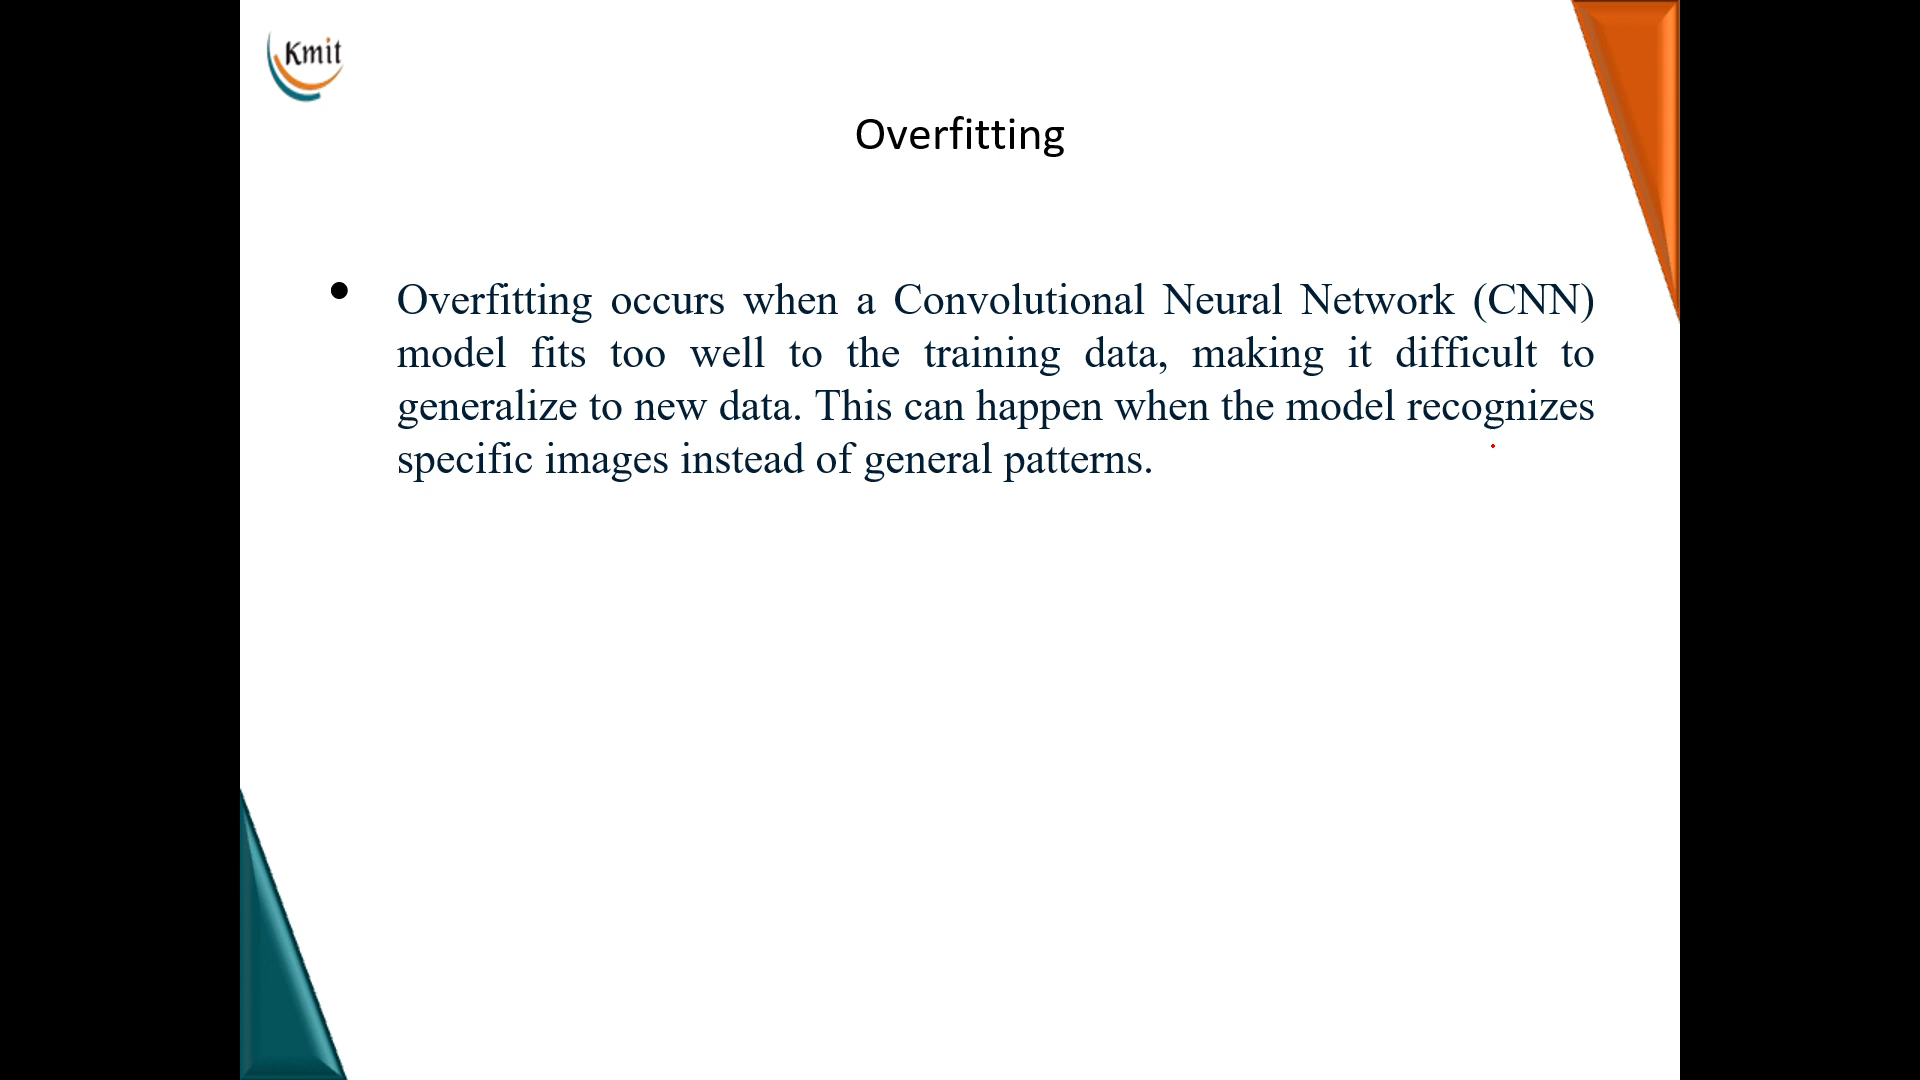 Kmit
Overfitting
• Overfitting occurs when a Convolutional Neural Network (CNN)
model fits too well to the training data, making it difficult to
generalize to new data. This can happen when the model recognizes
specific images instead of general patterns.